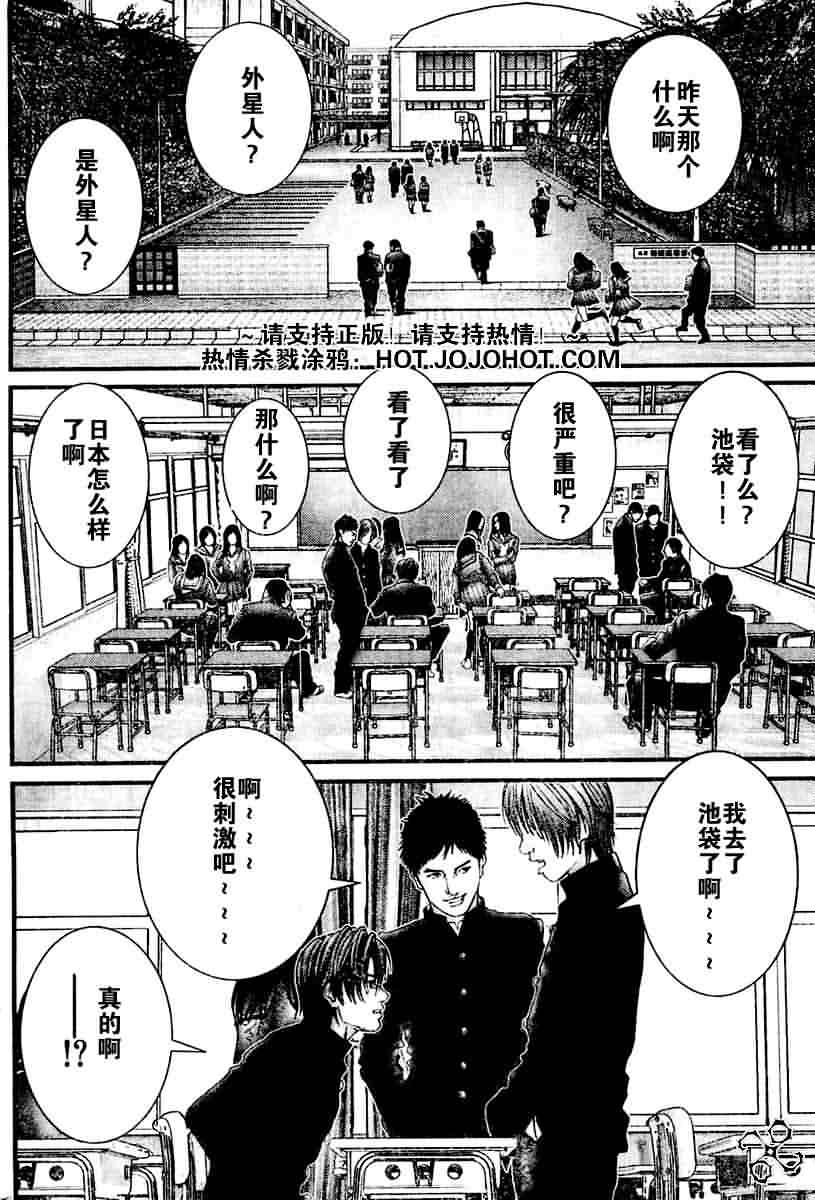 昨天那个
什么啊
外星人？
是外星人？
～请支持正版！ 请支持热情！ ～
热情杀戮涂鸦：HOT.JOJOHOT.COM
看了么？
池袋！！
很严重吧？
看了看了
那什么啊？
日本怎么样
了啊
我去了
池袋了啊~~~
啊~~~
很刺激吧~~~
真的啊
——!?